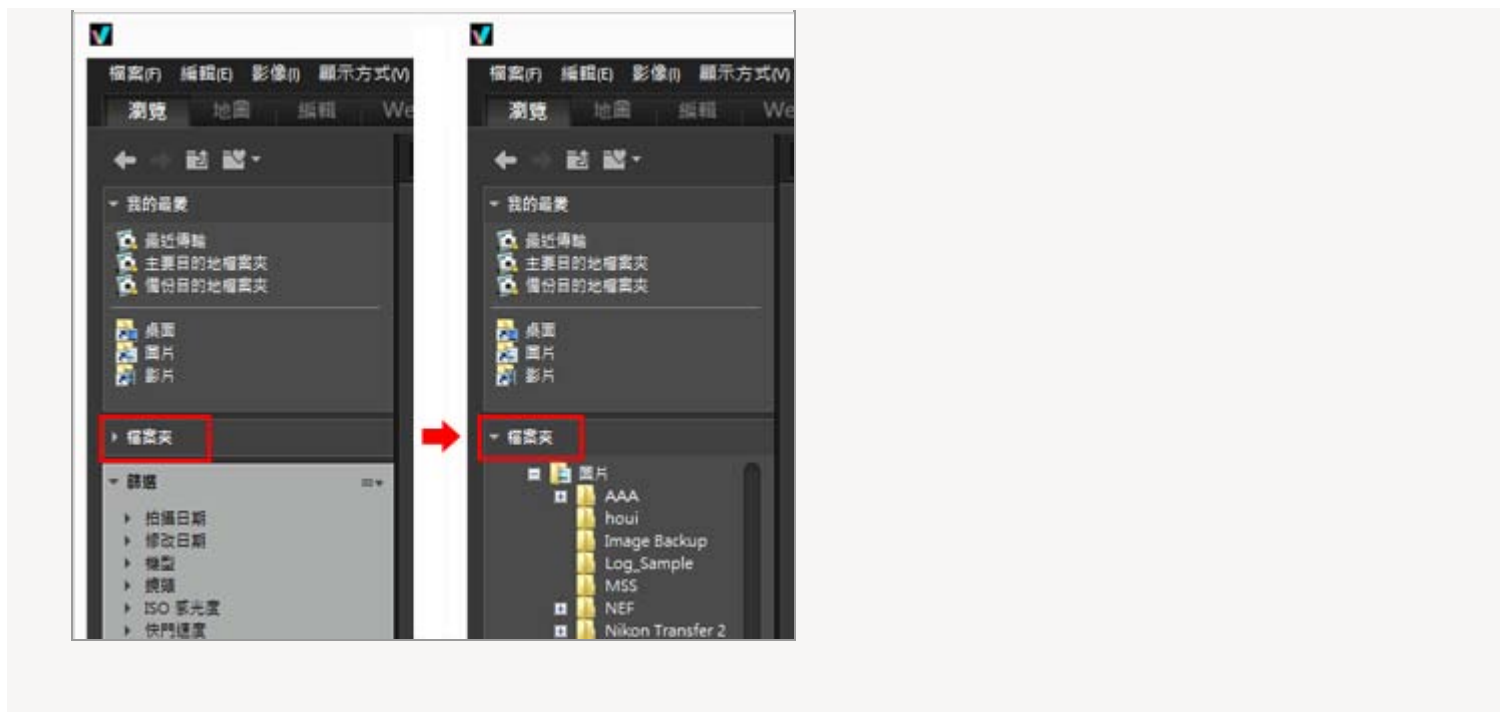 檔案(F) 編輯(E) 影像(I) 顯示方式(V)
瀏覽 地圖 編輯 We
我的最愛
最近傳輸
主要目的地檔案夾
備份目的地檔案夾
桌面
圖片
影片
檔案夾
篩選
拍攝日期
修改日期
機型
鏡頭
ISO 感光度
快門速度
檔案(F) 編輯(E) 影像(I) 顯示方式(V)
瀏覽 地圖 編輯 We
我的最愛
最近傳輸
主要目的地檔案夾
備份目的地檔案夾
桌面
圖片
影片
檔案夾
圖片
AAA
houi
Image Backup
Log_Sample
MSS
NEF
Nikon Transfer 2